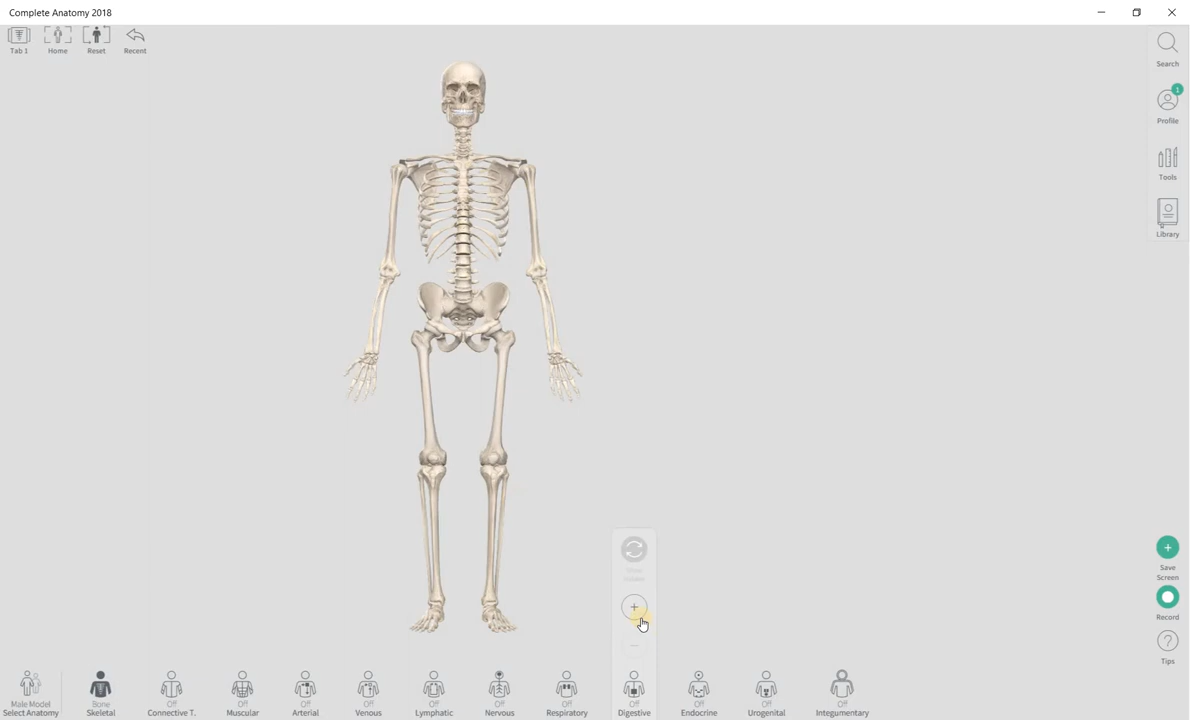 Complete Anatomy 2018
Tab 1 Home Reset Recent
Search
1
Profile
Tools
Library
Save
Screen
Record
Tips
Male Model Bone Off Off Off Off Off Off Off Off Off Off Off
Select Anatomy Skeletal Connective T. Muscular Arterial Venous Lymphatic Nervous Respiratory Digestive Endocrine Urogenital Integumentary